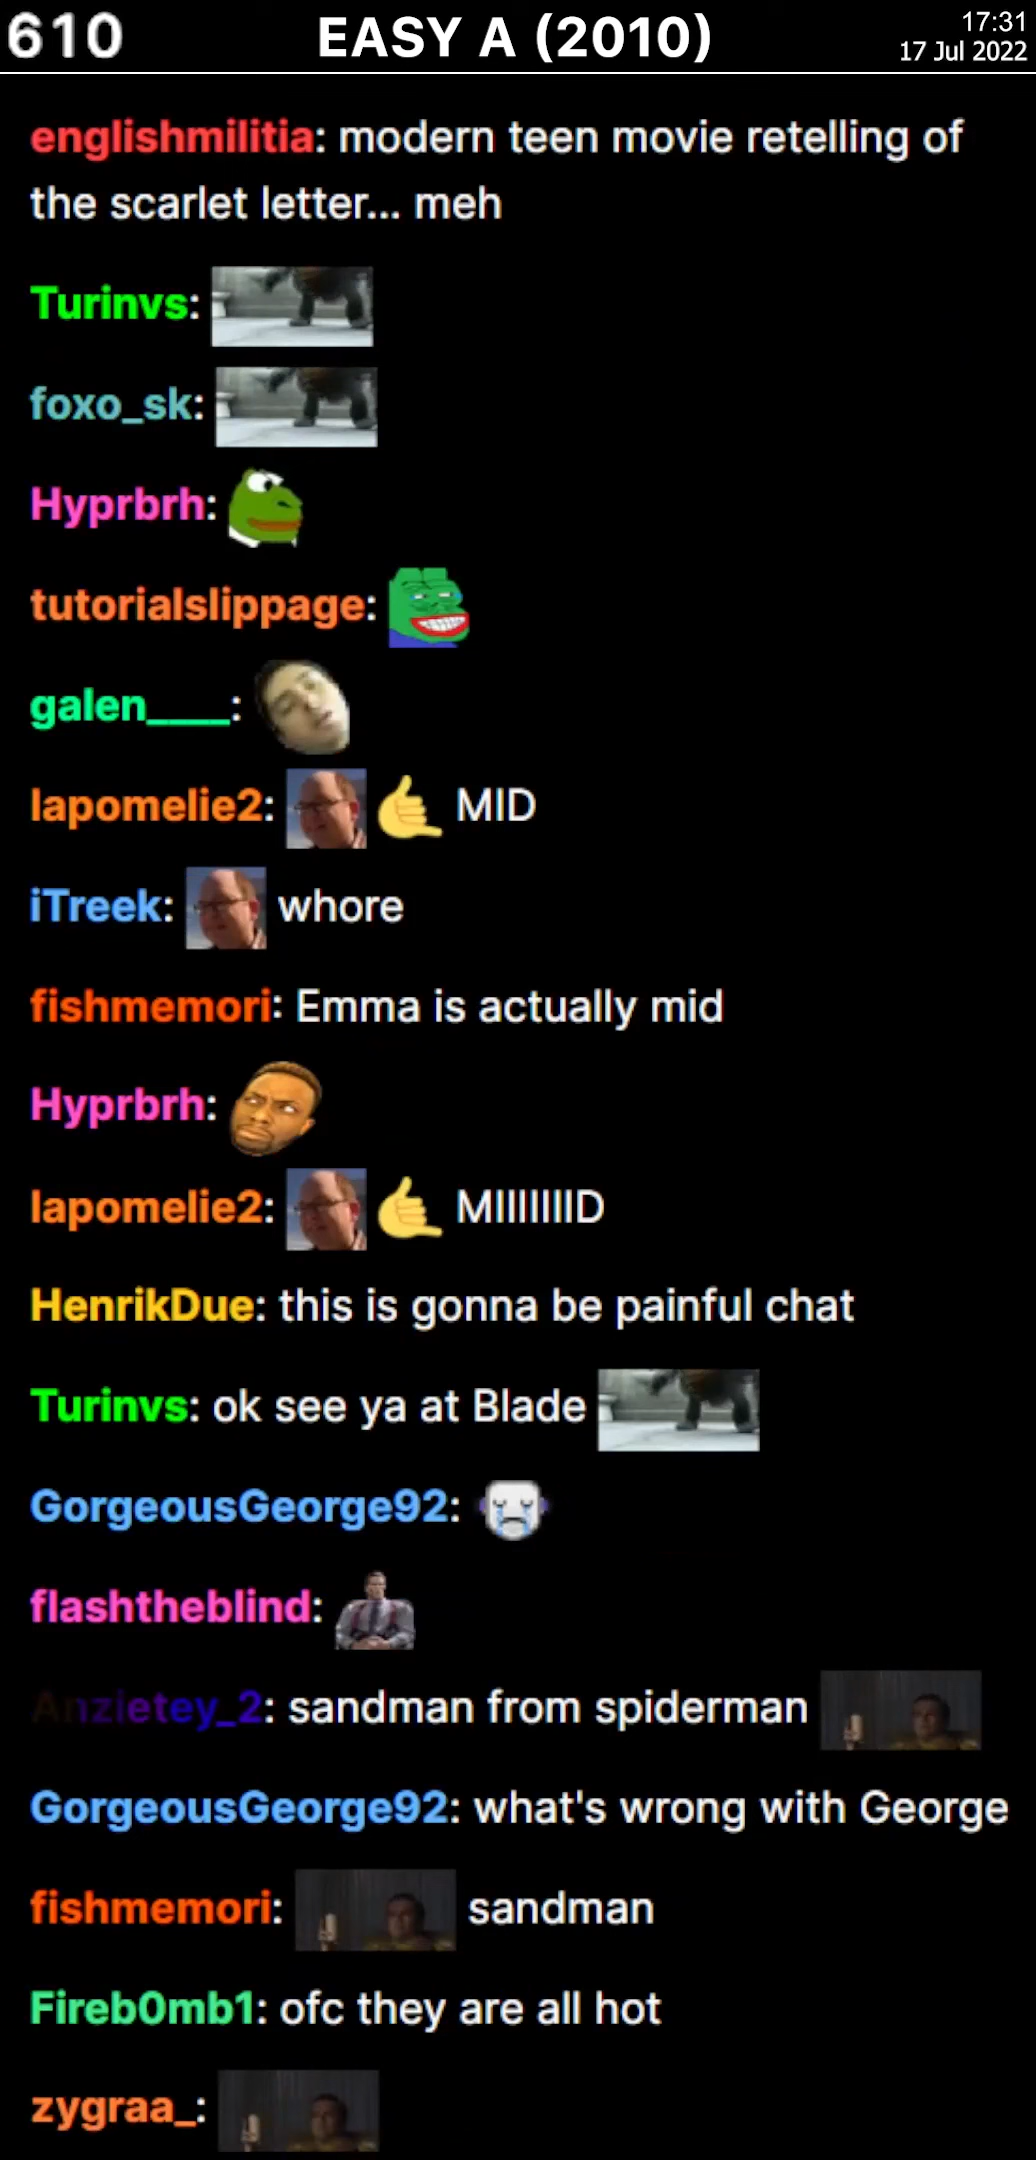 610
EASY A (2010)
17:31
17 Jul 2022
englishmilitia: modern teen movie retelling of
the scarlet letter... meh
Turinvs:
foxo_sk:
Hyprbrh:
tutorialslippage:
galen____:
lapomelie2: MID
iTreek: whore
fishmemori: Emma is actually mid
Hyprbrh:
lapomelie2: MIIIIIIID
HenrikDue: this is gonna be painful chat
Turinvs: ok see ya at Blade
GorgeousGeorge92:
flashtheblind:
Anzietey_2: sandman from spiderman
GorgeousGeorge92: what's wrong with George
fishmemori: sandman
Fireb0mb1: ofc they are all hot
zygraa_: